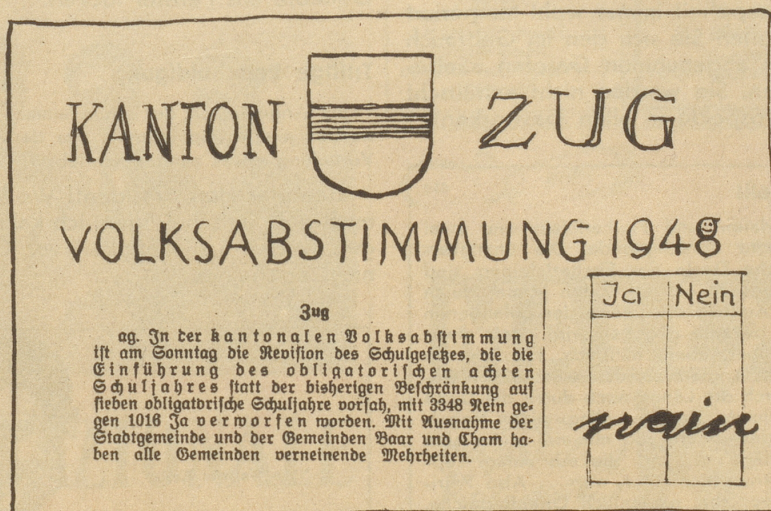 KANTON ZUG
VOLKSABSTIMMUNG 1948
Ja Nein
Zug
ag. In der kantonalen Volksabstimmung
ist am Sonntag die Revision des Schulgesetzes, die die
Einführung des obligatorischen achten
Schuljahres statt der bisherigen Beschränkung auf
sieben obligatorische Schuljahre vorsah, mit 3348 Nein ge-
gen 1016 Ja verworfen worden. Mit Ausnahme der
Stadtgemeinde und der Gemeinden Baar und Cham ha-
ben alle Gemeinden verneinende Mehrheiten.
nein